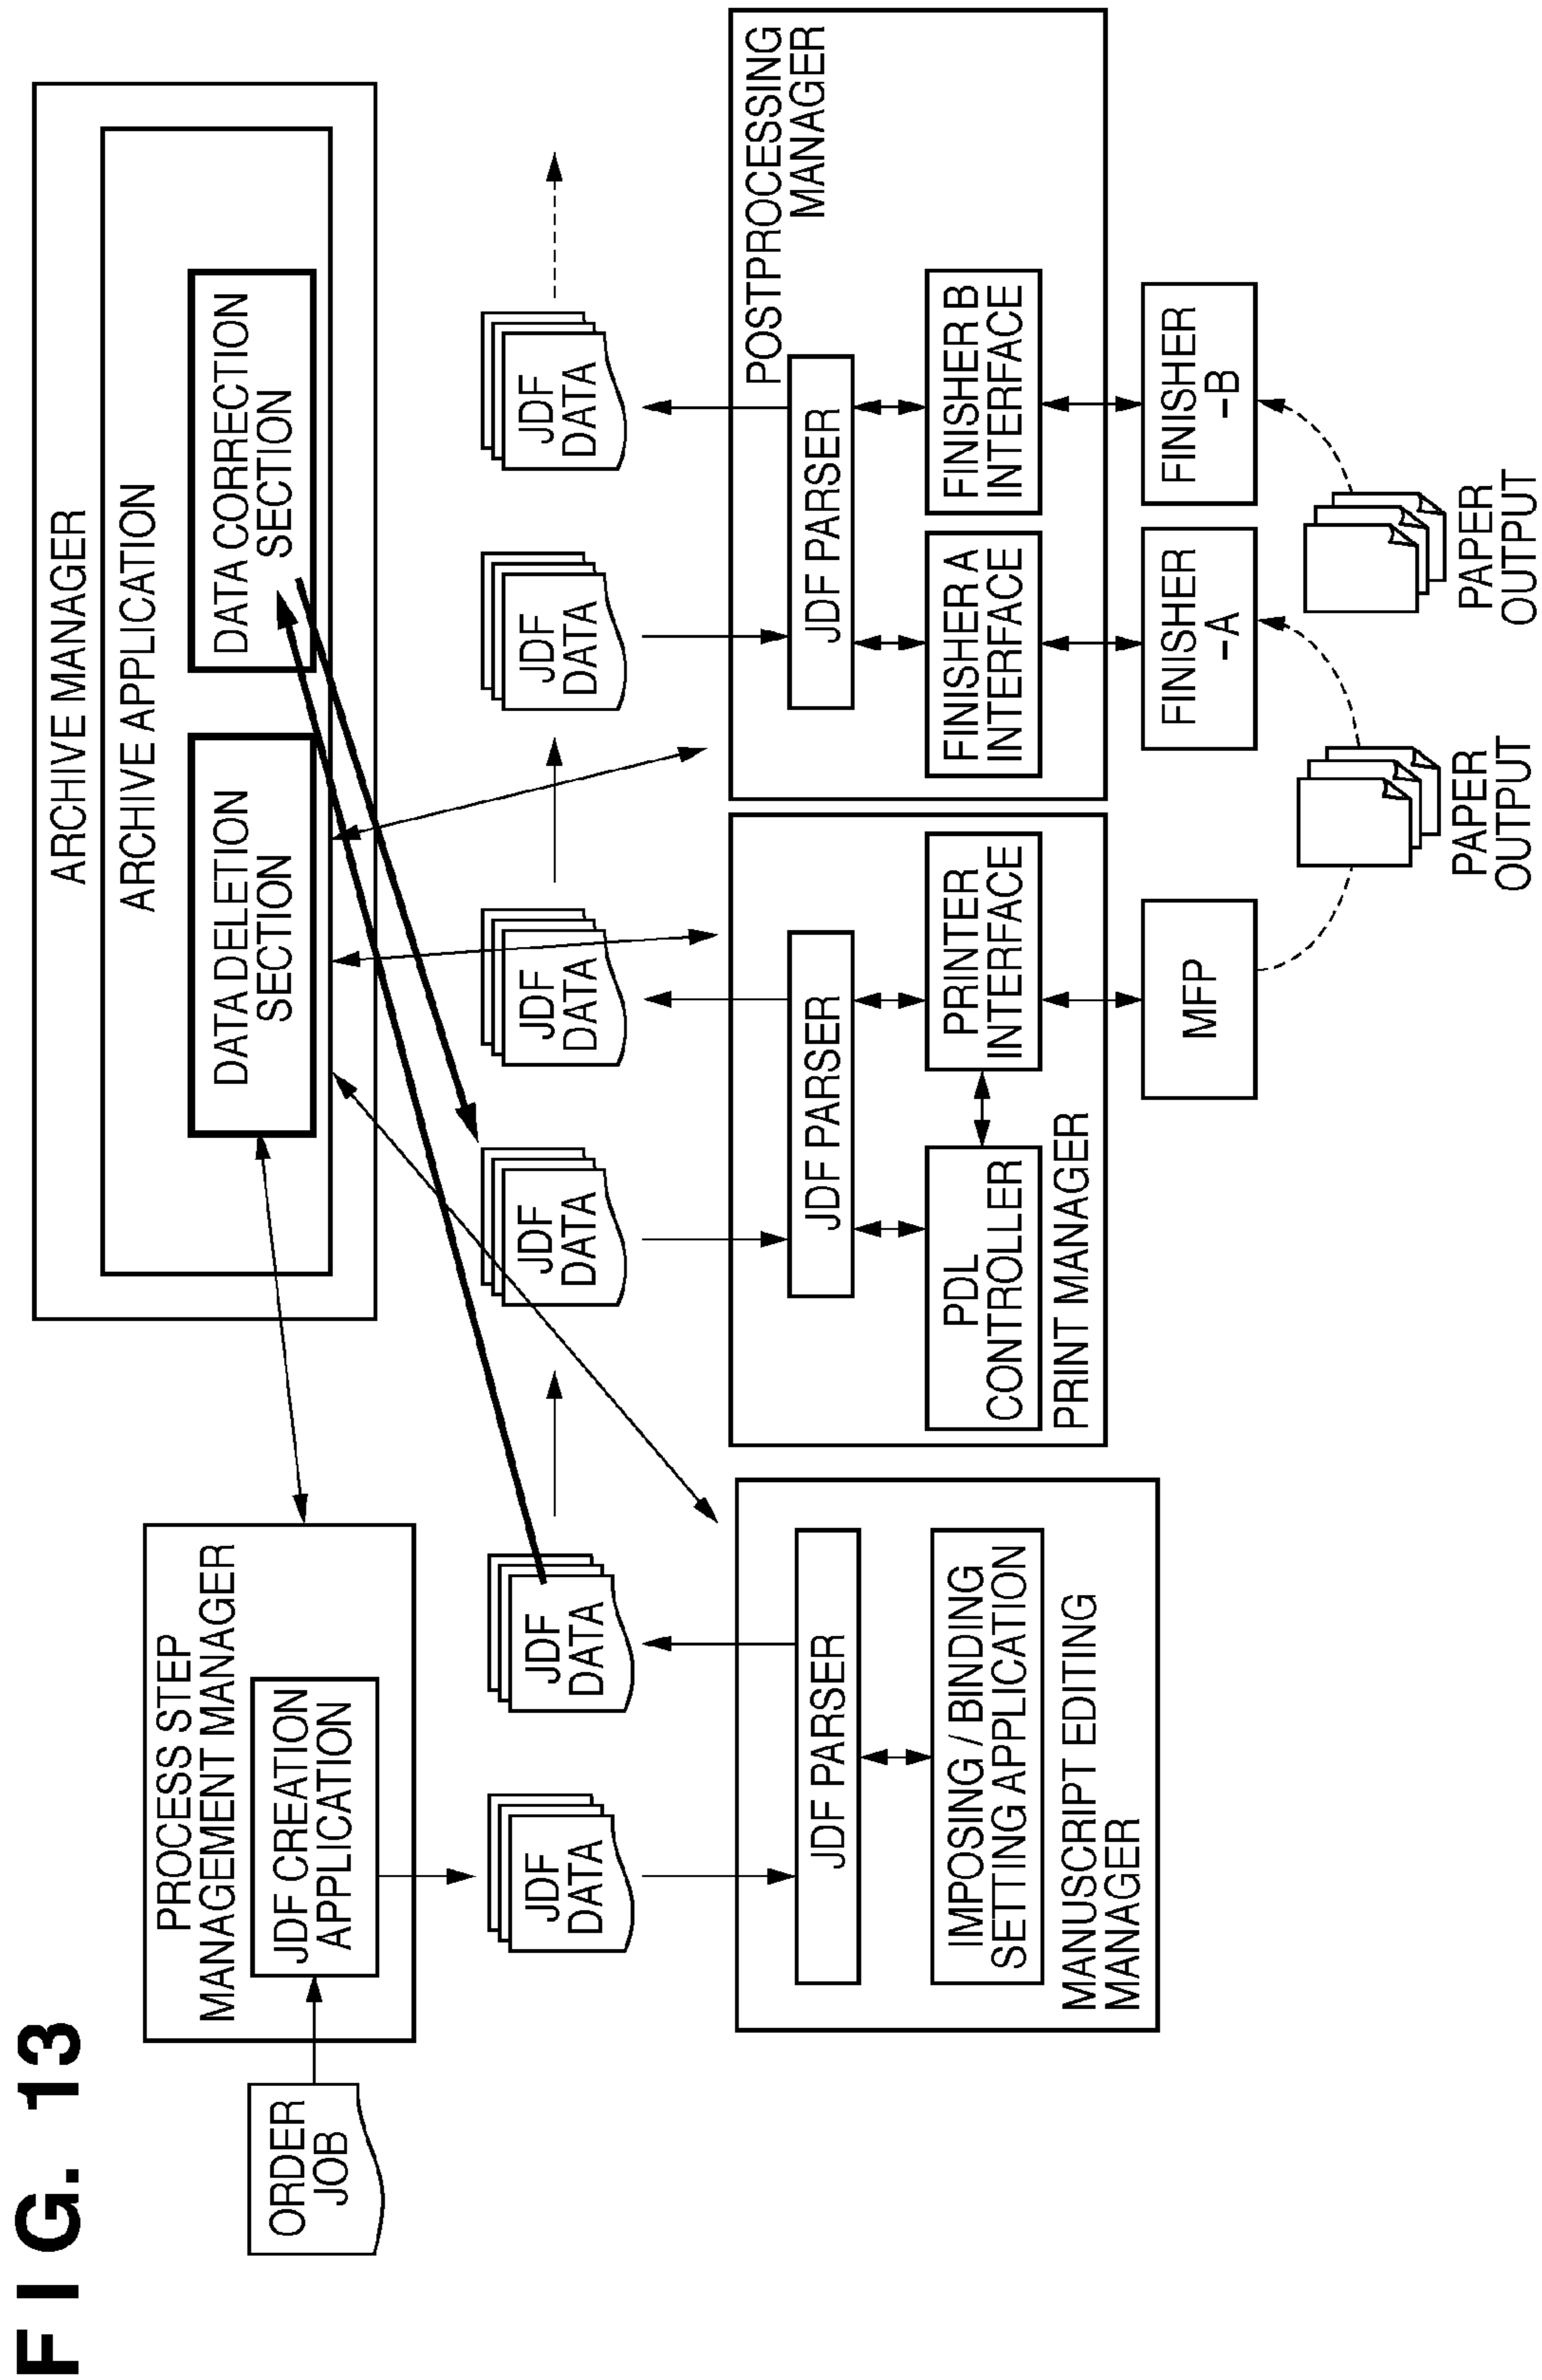 FIG. 13
ORDER
JOB
PROCESS STEP
MANAGEMENT MANAGER
JDF CREATION
APPLICATION
ARCHIVE MANAGER
ARCHIVE APPLICATION
DATA DELETION
SECTION
DATA CORRECTION
SECTION
JDF
DATA
JDF
DATA
JDF
DATA
JDF
DATA
JDF
DATA
JDF
DATA
JDF PARSER
IMPOSING / BINDING
SETTING APPLICATION
MANUSCRIPT EDITING
MANAGER
JDF PARSER
PDL
CONTROLLER
PRINTER
INTERFACE
PRINT MANAGER
POSTPROCESSING
MANAGER
JDF PARSER
FINISHER A
INTERFACE
FINISHER B
INTERFACE
MFP
FINISHER
-A
FINISHER
-B
PAPER
OUTPUT
PAPER
OUTPUT